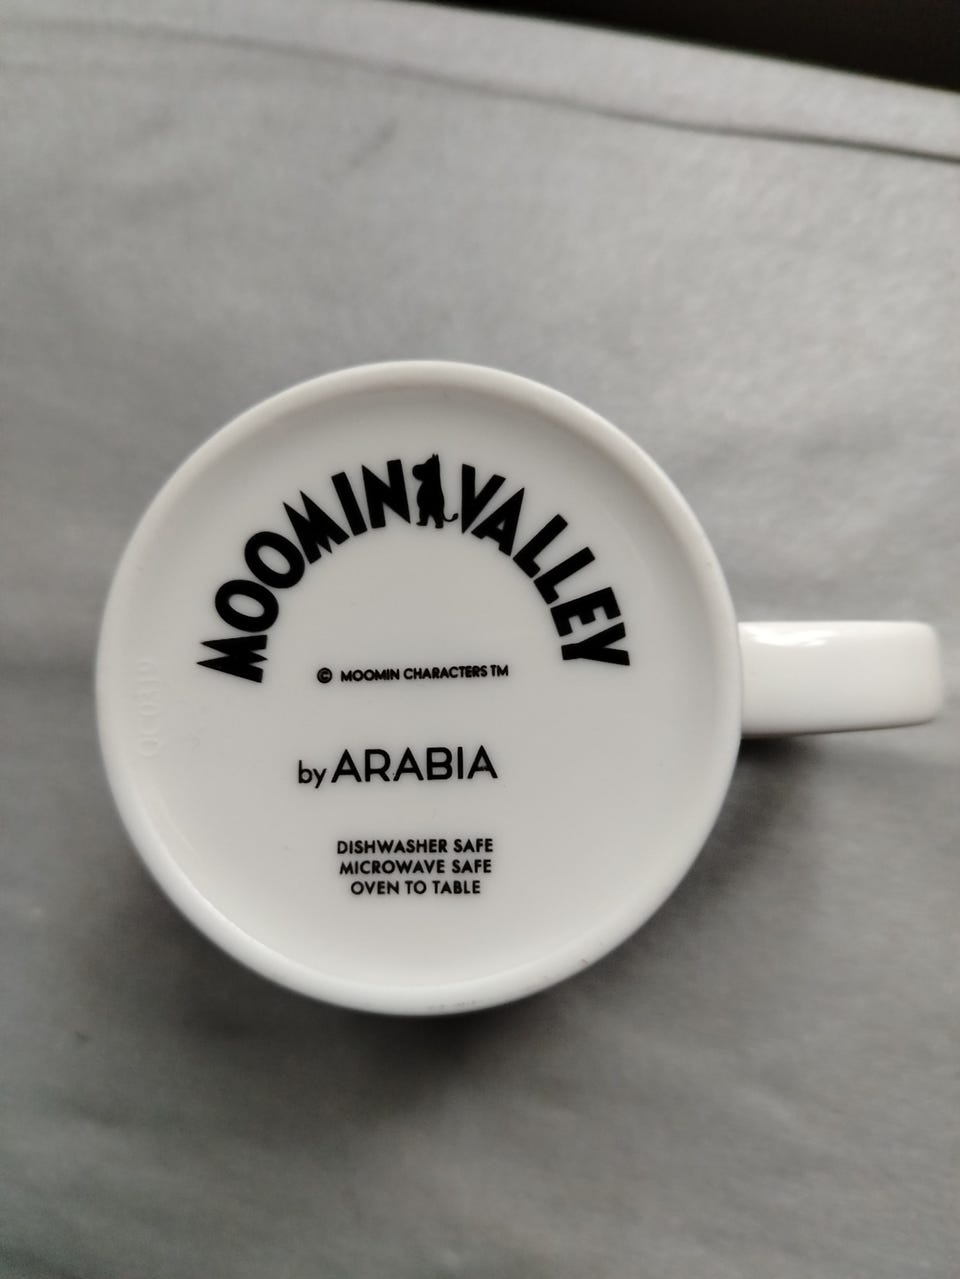 MOOMINVALLEY
© MOOMIN CHARACTERS TM
by ARABIA
DISHWASHER SAFE
MICROWAVE SAFE
OVEN TO TABLE